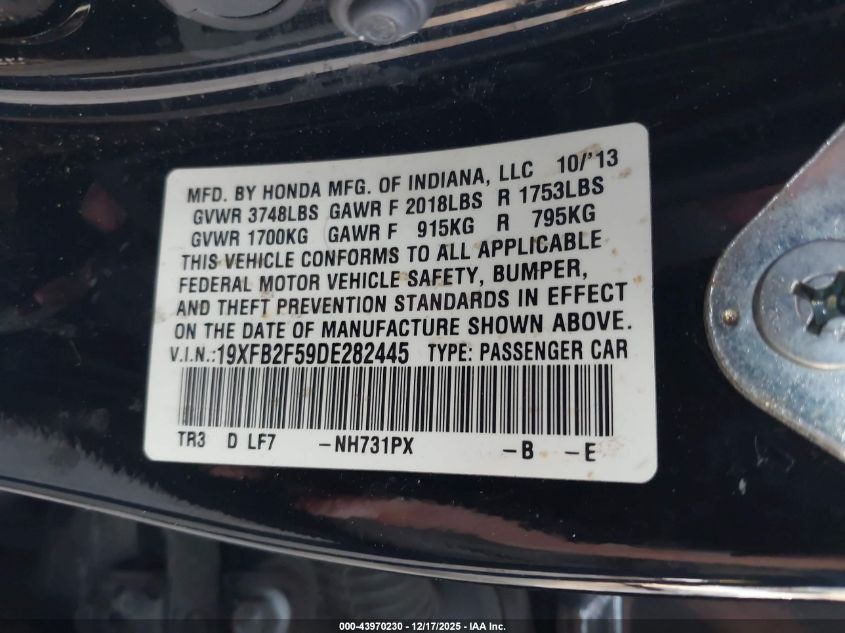 MFD. BY HONDA MFG. OF INDIANA, LLC 10/'13
GVWR 3748LBS GAWR F 2018LBS R 1753LBS
GVWR 1700KG GAWR F 915KG R 795KG
THIS VEHICLE CONFORMS TO ALL APPLICABLE
FEDERAL MOTOR VEHICLE SAFETY, BUMPER,
AND THEFT PREVENTION STANDARDS IN EFFECT
ON THE DATE OF MANUFACTURE SHOWN ABOVE.
V.I.N.:19XFB2F59DE282445 TYPE: PASSENGER CAR
TR3 D LF7 -NH731PX -B -E
000-43970230 - 12/17/2025 - IAA Inc.